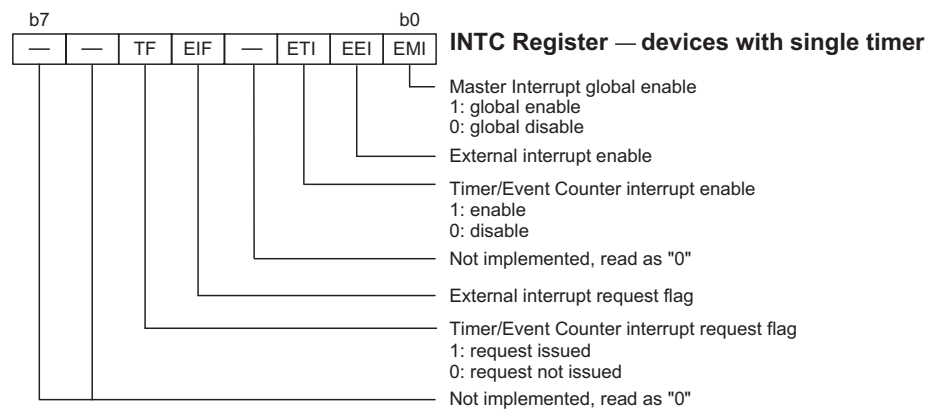 b7 b0
— — TF EIF — ETI EEI EMI
INTC Register — devices with single timer
Master Interrupt global enable
1: global enable
0: global disable
External interrupt enable
Timer/Event Counter interrupt enable
1: enable
0: disable
Not implemented, read as "0"
External interrupt request flag
Timer/Event Counter interrupt request flag
1: request issued
0: request not issued
Not implemented, read as "0"